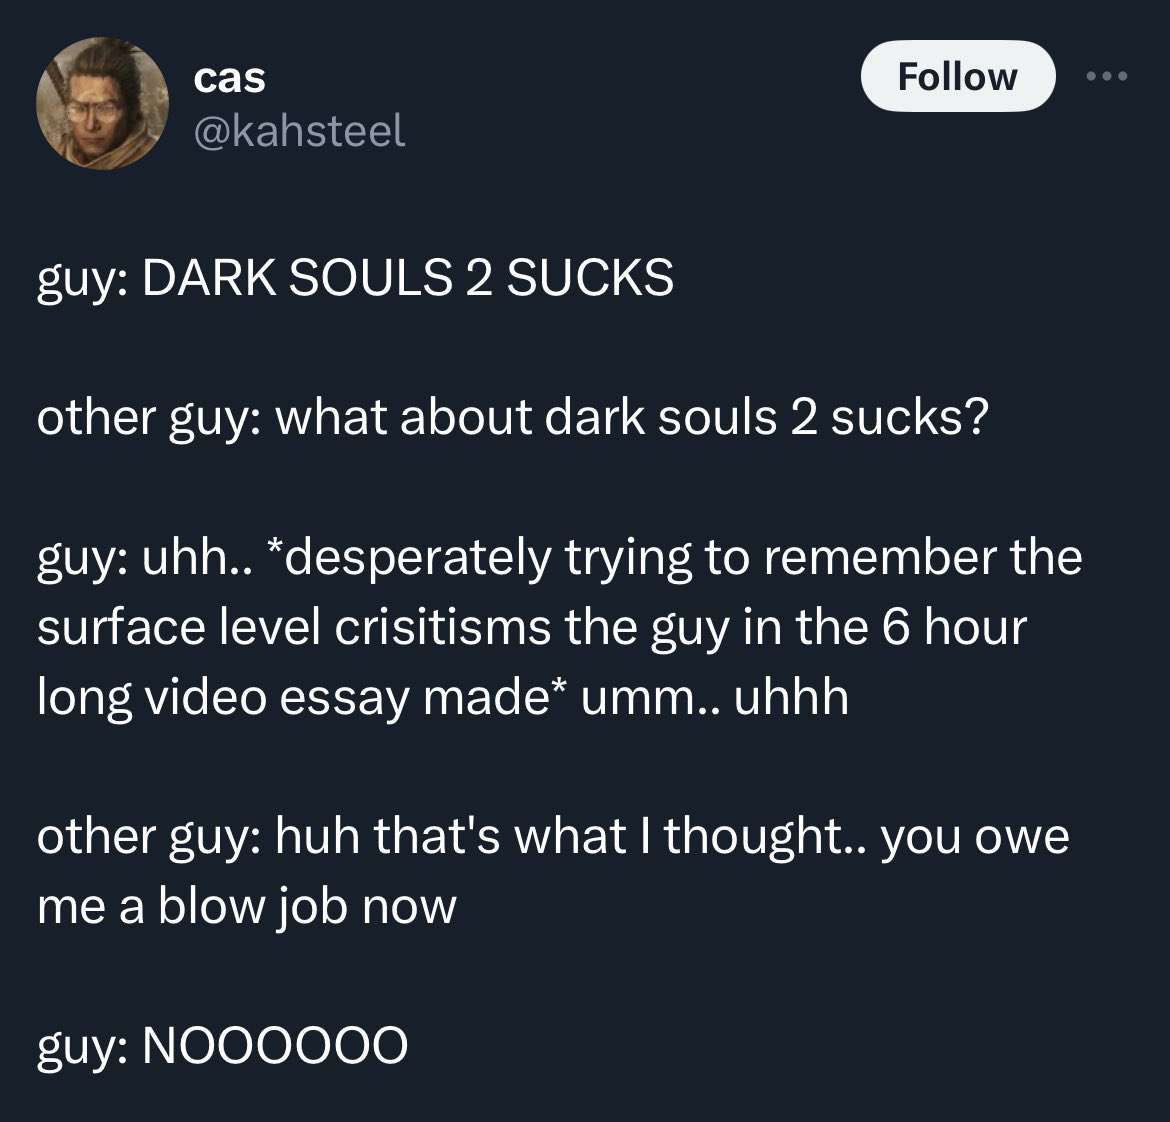 cas
@kahsteel
Follow
guy: DARK SOULS 2 SUCKS
other guy: what about dark souls 2 sucks?
guy: uhh.. *desperately trying to remember the
surface level crisitisms the guy in the 6 hour
long video essay made* umm.. uhhh
other guy: huh that's what I thought.. you owe
me a blow job now
guy: NOOOOOO